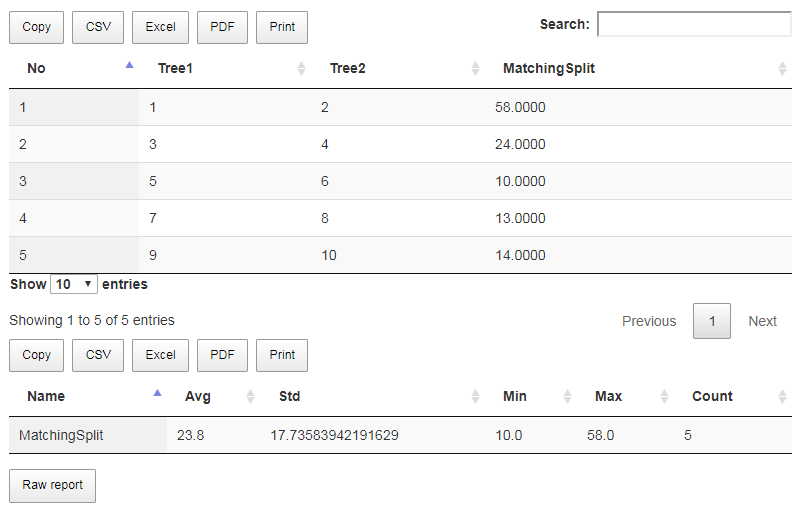 Copy CSV Excel PDF Print Search:
No Tree1 Tree2 MatchingSplit
1 1 2 58.0000
2 3 4 24.0000
3 5 6 10.0000
4 7 8 13.0000
5 9 10 14.0000
Show 10 entries
Showing 1 to 5 of 5 entries Previous 1 Next
Copy CSV Excel PDF Print
Name Avg Std Min Max Count
MatchingSplit 23.8 17.73583942191629 10.0 58.0 5
Raw report